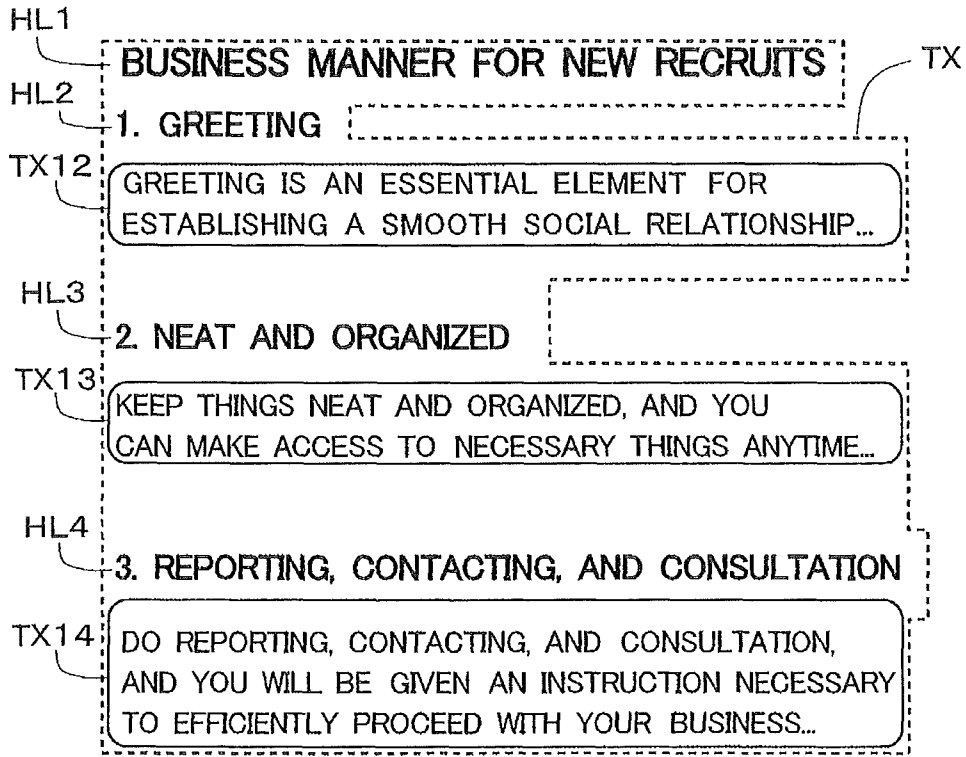 HL1
BUSINESS MANNER FOR NEW RECRUITS
TX
HL2
1. GREETING
TX12
GREETING IS AN ESSENTIAL ELEMENT FOR
ESTABLISHING A SMOOTH SOCIAL RELATIONSHIP...
HL3
2. NEAT AND ORGANIZED
TX13
KEEP THINGS NEAT AND ORGANIZED, AND YOU
CAN MAKE ACCESS TO NECESSARY THINGS ANYTIME...
HL4
3. REPORTING, CONTACTING, AND CONSULTATION
TX14
DO REPORTING, CONTACTING, AND CONSULTATION,
AND YOU WILL BE GIVEN AN INSTRUCTION NECESSARY
TO EFFICIENTLY PROCEED WITH YOUR BUSINESS...